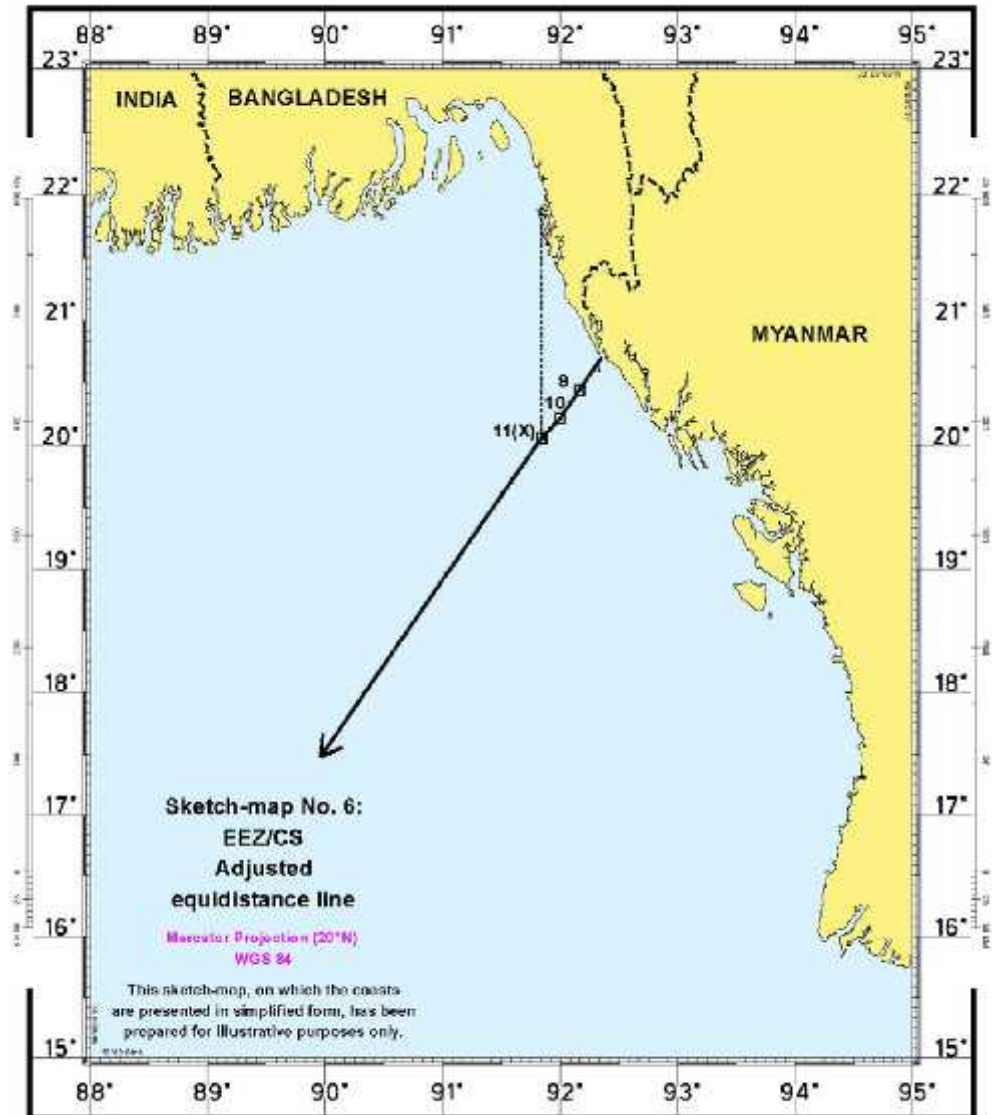 88° 89° 90° 91° 92° 93° 94° 95°
23° 23°
INDIA BANGLADESH
22° 22°
21° 21°
MYANMAR
9
10
11(X)
20° 20°
19° 19°
18° 18°
17° 17°
Sketch-map No. 6:
EEZ/CS
Adjusted
equidistance line
16° 16°
Mercator Projection (20°N)
WGS 84
This sketch-map, on which the coasts
are presented in simplified form, has been
prepared for illustrative purposes only.
15° 15°
88° 89° 90° 91° 92° 93° 94° 95°